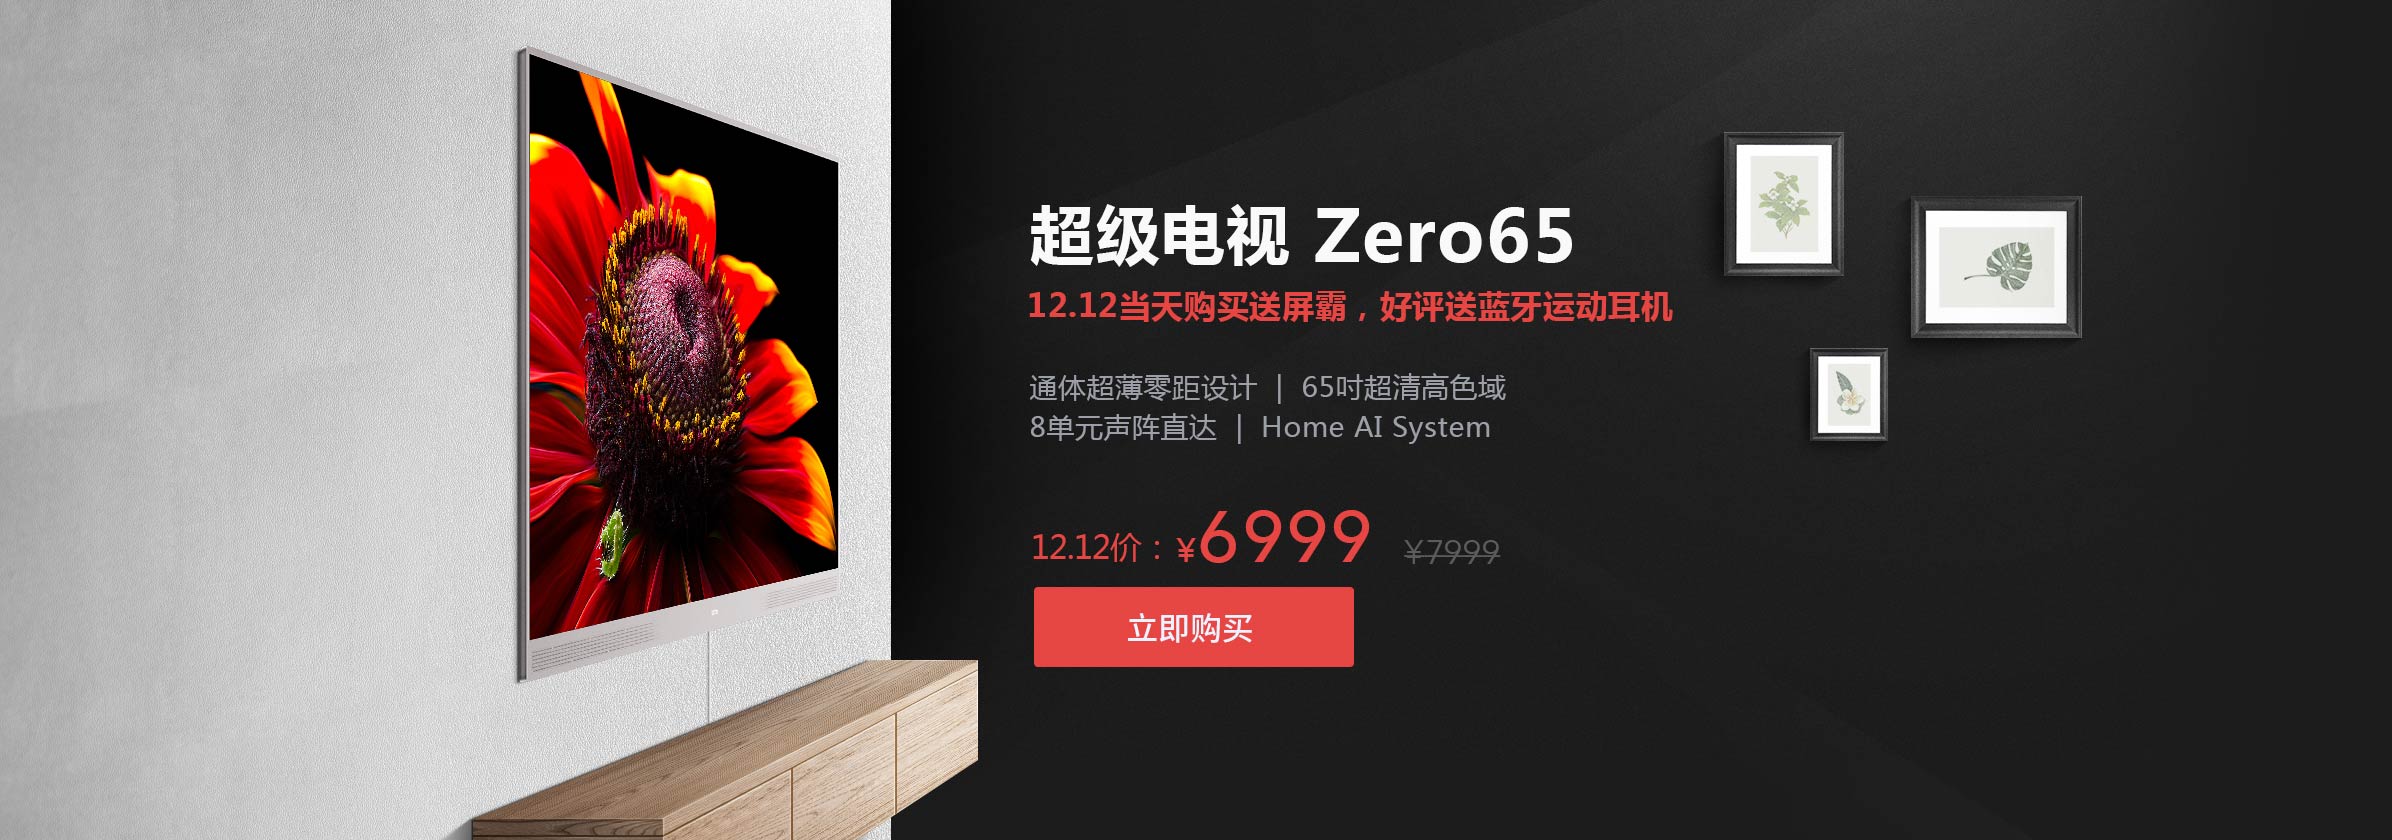 超级电视 Zero65
12.12当天购买送屏霸，好评送蓝牙运动耳机
通体超薄零距设计 | 65吋超清高色域
8单元声阵直达 | Home AI System
12.12价：¥6999 ¥7999
立即购买